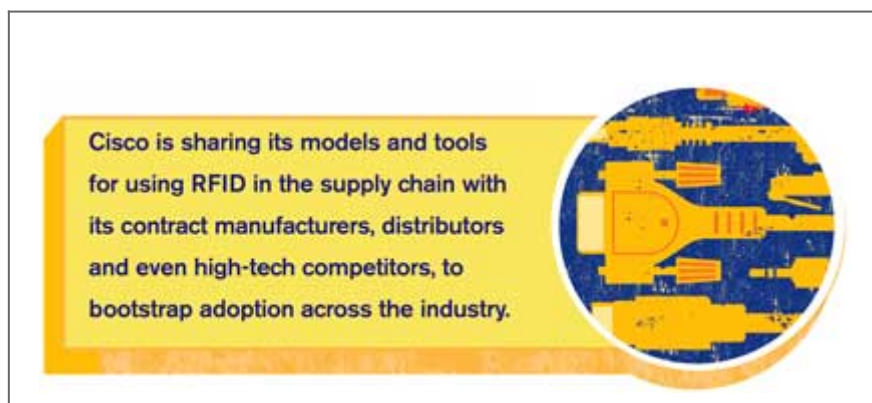 Cisco is sharing its models and tools
for using RFID in the supply chain with
its contract manufacturers, distributors
and even high-tech competitors, to
bootstrap adoption across the industry.